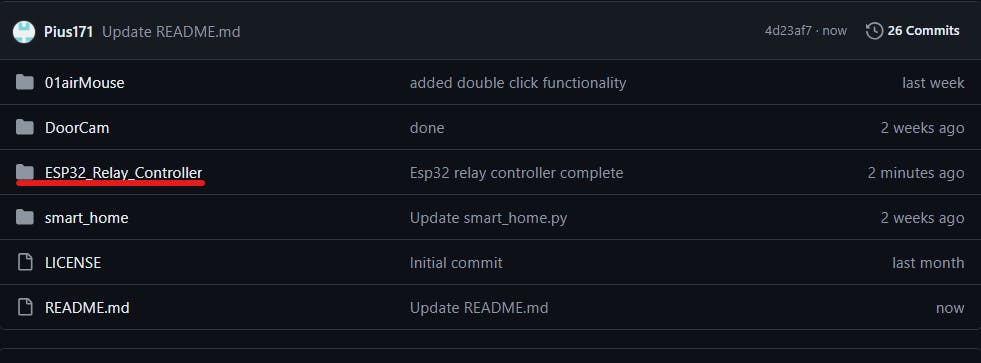 Pius171 Update README.md 4d23af7 · now 26 Commits
01airMouse added double click functionality last week
DoorCam done 2 weeks ago
ESP32_Relay_Controller Esp32 relay controller complete 2 minutes ago
smart_home Update smart_home.py 2 weeks ago
LICENSE Initial commit last month
README.md Update README.md now